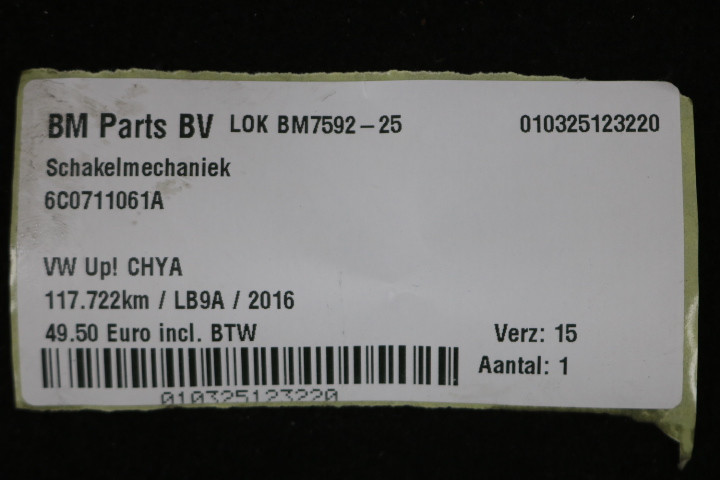 BM Parts BV LOK BM7592-25 010325123220
Schakelmechaniek
6C0711061A
VW Up! CHYA
117.722km / LB9A / 2016
49.50 Euro incl. BTW Verz: 15
Aantal: 1
010325123220